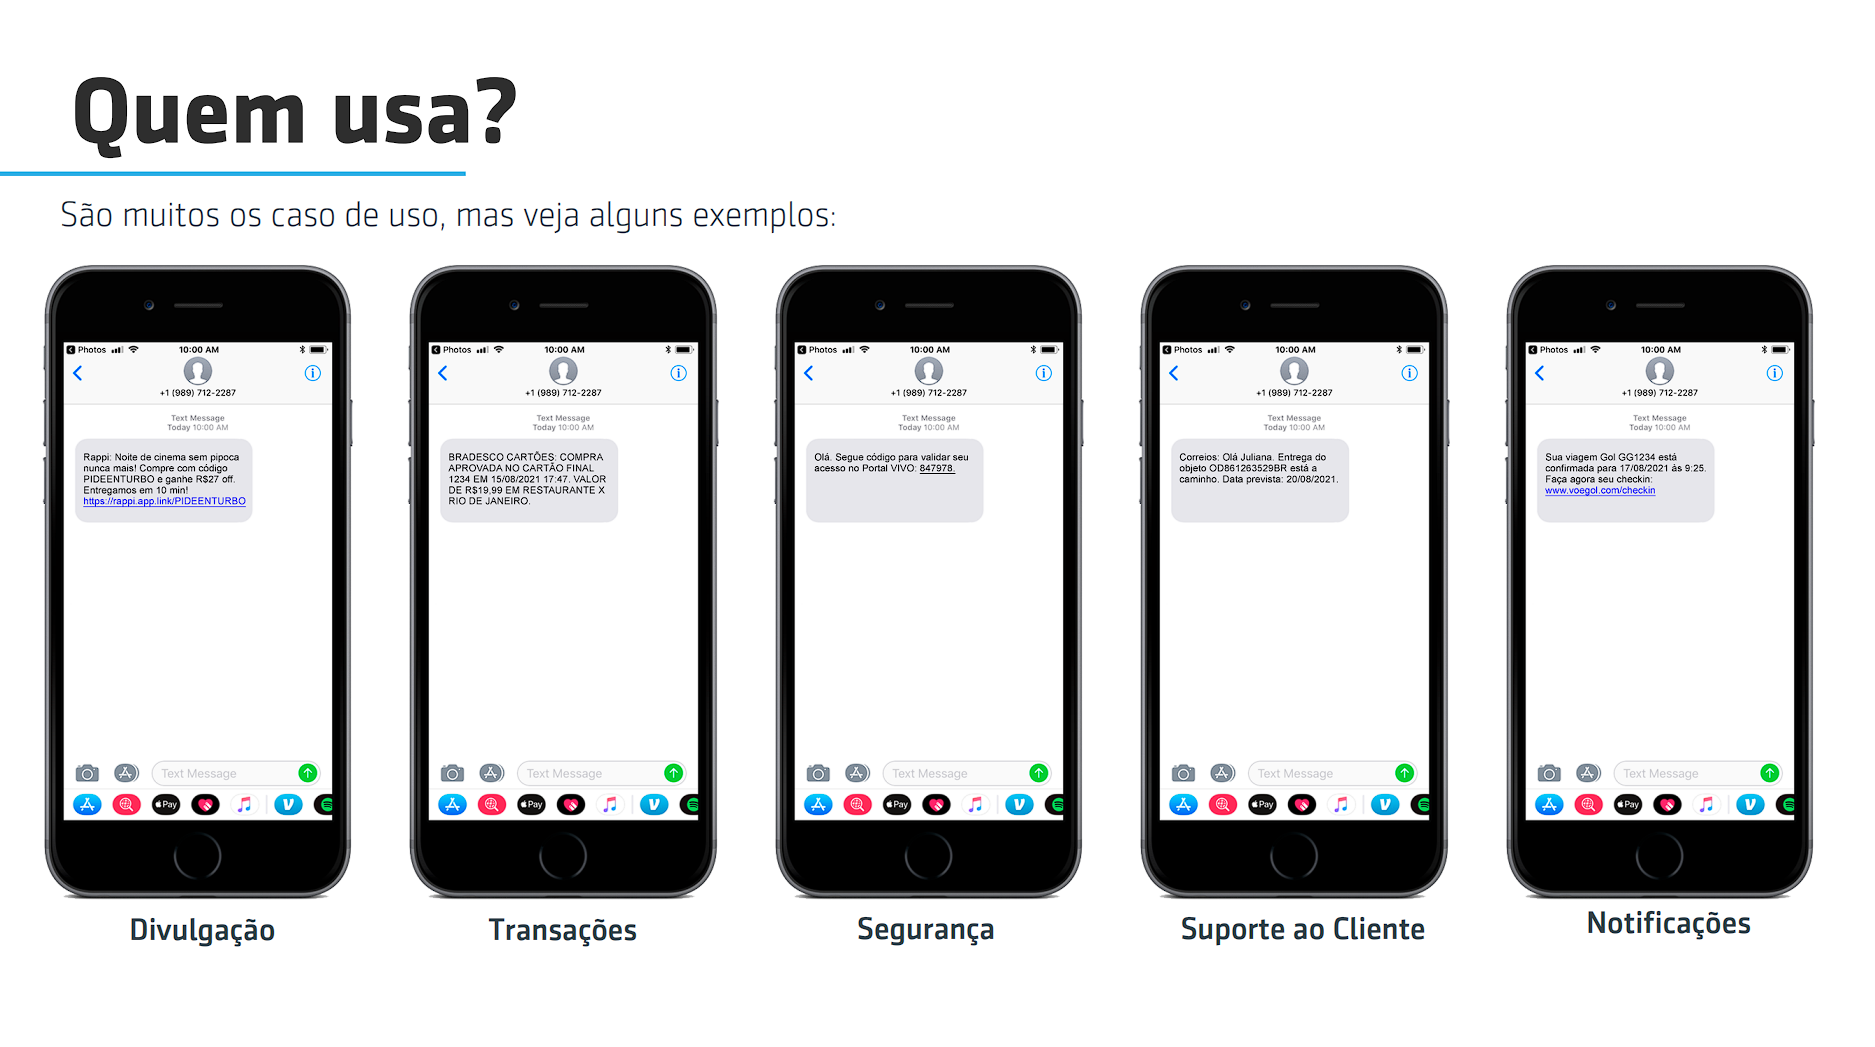 Quem usa?
São muitos os caso de uso, mas veja alguns exemplos:
Photos 10:00 AM
+1 (989) 712-2287
Text Message
Today 10:00 AM
Rappi: Noite de cinema sem pipoca
nunca mais! Compre com código
PIDEENTURBO e ganhe R$27 off.
Entregamos em 10 min!
https://rappi.app.link/PIDEENTURBO
Text Message
Pay
Divulgação
Photos 10:00 AM
+1 (989) 712-2287
Text Message
Today 10:00 AM
BRADESCO CARTÕES: COMPRA
APROVADA NO CARTÃO FINAL
1234 EM 15/08/2021 17:47. VALOR
DE R$19,99 EM RESTAURANTE X
RIO DE JANEIRO.
Text Message
Pay
Transações
Photos 10:00 AM
+1 (989) 712-2287
Text Message
Today 10:00 AM
Olá. Segue código para validar seu
acesso no Portal VIVO: 847978.
Text Message
Pay
Segurança
Photos 10:00 AM
+1 (989) 712-2287
Text Message
Today 10:00 AM
Correios: Olá Juliana. Entrega do
objeto OD861263529BR está a
caminho. Data prevista: 20/08/2021.
Text Message
Pay
Suporte ao Cliente
Photos 10:00 AM
+1 (989) 712-2287
Text Message
Today 10:00 AM
Sua viagem Gol GG1234 está
confirmada para 17/08/2021 às 9:25.
Faça agora seu checkin:
www.voegol.com/checkin
Text Message
Pay
Notificações